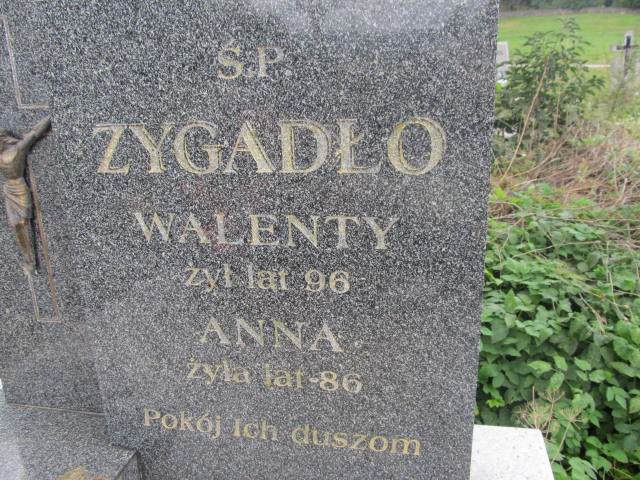 Ś.P.
ZYGADŁO
WALENTY
żył lat 96
ANNA
żyła lat 86
Pokój Ich duszom